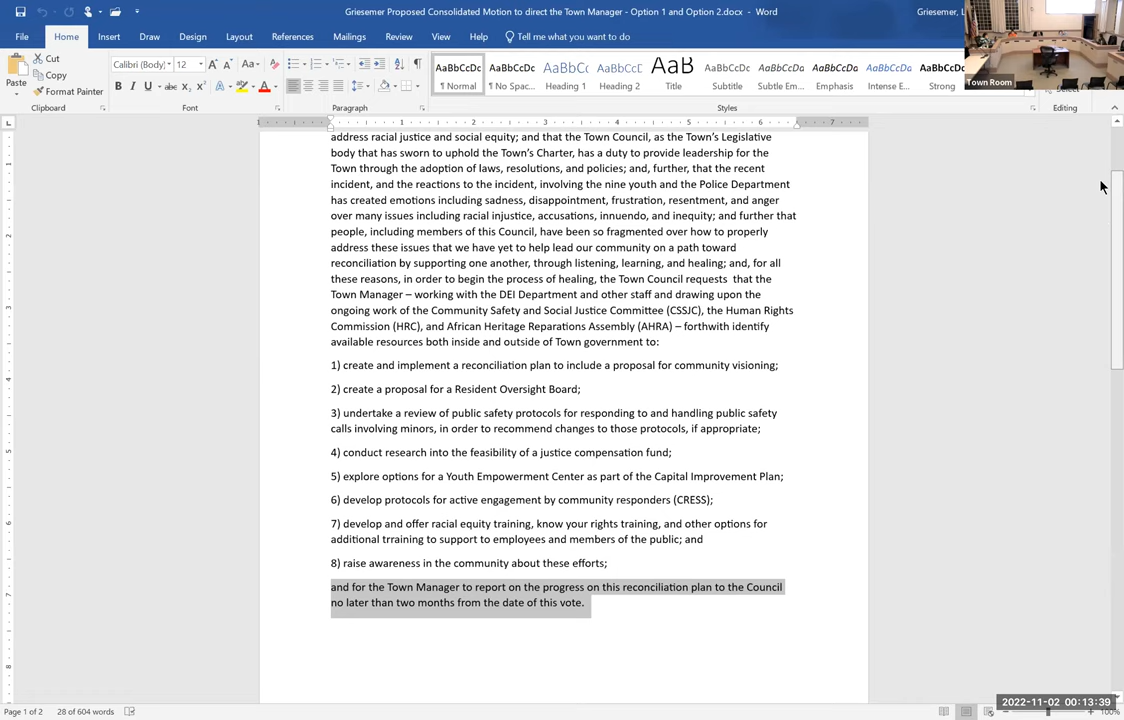 Griesemer Proposed Consolidated Motion to direct the Town Manager - Option 1 and Option 2.docx - Word
Griesemer,
File Home Insert Draw Design Layout References Mailings Review View Help Tell me what you want to do
Town Room
Paste
Cut
Copy
Format Painter
Clipboard
Calibri (Body) 12
Font
Paragraph
AaBbCcDc AaBbCcDc AaBbCc AaBbCcD AaB AaBbCcD AaBbCcDc AaBbCcDc AaBbCcDc AaBbCcDc
¶ Normal ¶ No Spac... Heading 1 Heading 2 Title Subtitle Subtle Em... Emphasis Intense E... Strong
Styles
Editing
address racial justice and social equity; and that the Town Council, as the Town's Legislative
body that has sworn to uphold the Town's Charter, has a duty to provide leadership for the
Town through the adoption of laws, resolutions, and policies; and, further, that the recent
incident, and the reactions to the incident, involving the nine youth and the Police Department
has created emotions including sadness, disappointment, frustration, resentment, and anger
over many issues including racial injustice, accusations, innuendo, and inequity; and further that
people, including members of this Council, have been so fragmented over how to properly
address these issues that we have yet to help lead our community on a path toward
reconciliation by supporting one another, through listening, learning, and healing; and, for all
these reasons, in order to begin the process of healing, the Town Council requests  that the
Town Manager – working with the DEI Department and other staff and drawing upon the
ongoing work of the Community Safety and Social Justice Committee (CSSJC), the Human Rights
Commission (HRC), and African Heritage Reparations Assembly (AHRA) – forthwith identify
available resources both inside and outside of Town government to:
1) create and implement a reconciliation plan to include a proposal for community visioning;
2) create a proposal for a Resident Oversight Board;
3) undertake a review of public safety protocols for responding to and handling public safety
calls involving minors, in order to recommend changes to those protocols, if appropriate;
4) conduct research into the feasibility of a justice compensation fund;
5) explore options for a Youth Empowerment Center as part of the Capital Improvement Plan;
6) develop protocols for active engagement by community responders (CRESS);
7) develop and offer racial equity training, know your rights training, and other options for
additional trraining to support to employees and members of the public; and
8) raise awareness in the community about these efforts;
and for the Town Manager to report on the progress on this reconciliation plan to the Council
no later than two months from the date of this vote.
Page 1 of 2 28 of 604 words
2022-11-02 00:13:39
100%